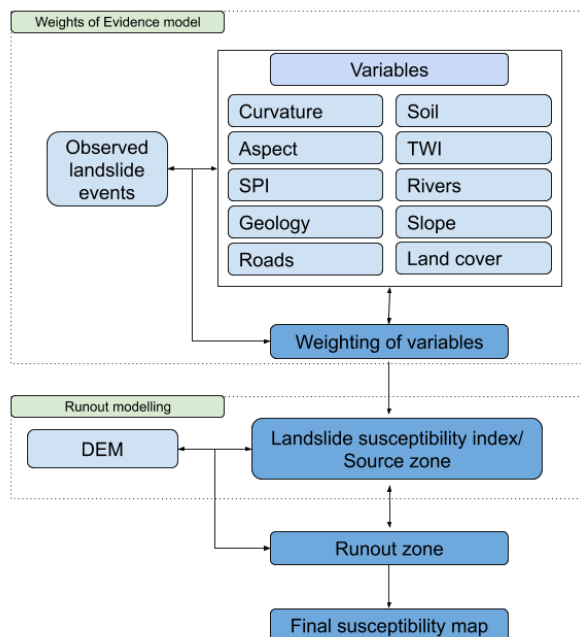 Weights of Evidence model
Variables
Curvature
Soil
Observed
landslide
events
Aspect
TWI
SPI
Rivers
Geology
Slope
Roads
Land cover
Weighting of variables
Runout modelling
DEM
Landslide susceptibility index/
Source zone
Runout zone
Final susceptibility map